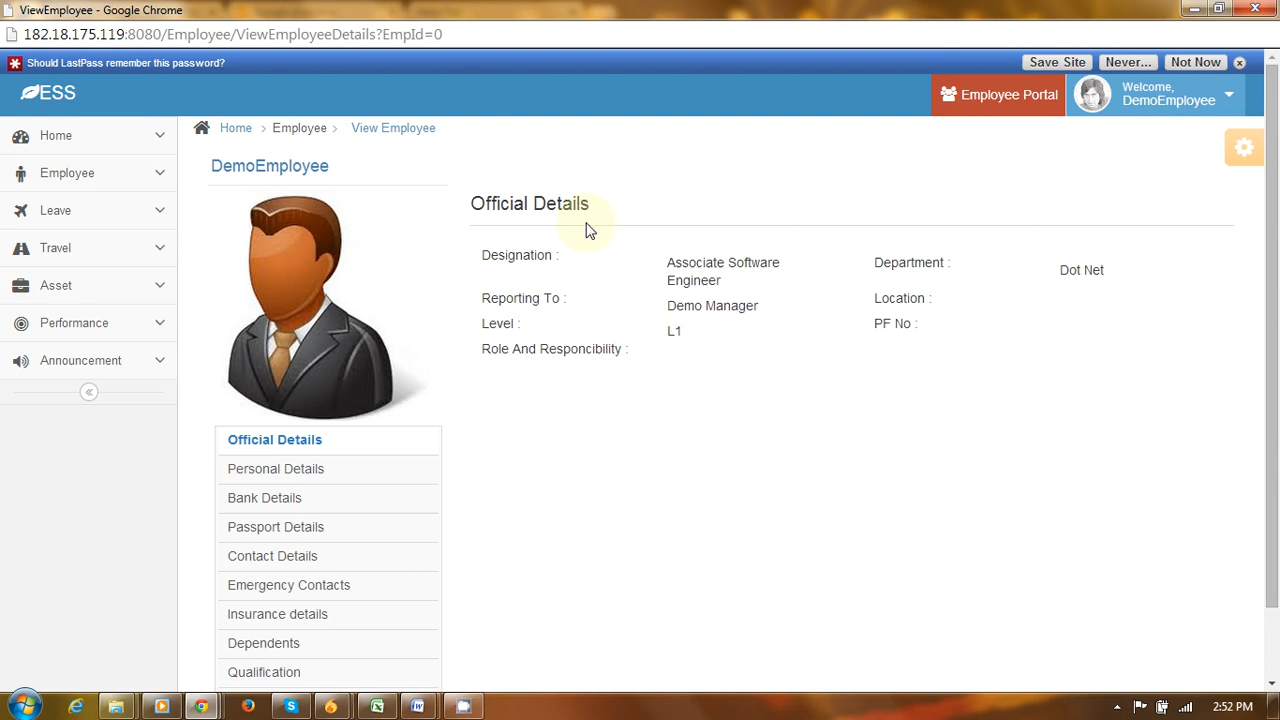 ViewEmployee - Google Chrome
182.18.175.119:8080/Employee/ViewEmployeeDetails?EmpId=0
Should LastPass remember this password?
Save Site
Never...
Not Now
ESS
Employee Portal
Welcome,
DemoEmployee
Home
Employee
Leave
Travel
Asset
Performance
Announcement
Home > Employee > View Employee
DemoEmployee
Official Details
Designation :
Associate Software
Engineer
Department :
Dot Net
Reporting To :
Demo Manager
Location :
Level :
L1
PF No :
Role And Responcibility :
Official Details
Personal Details
Bank Details
Passport Details
Contact Details
Emergency Contacts
Insurance details
Dependents
Qualification
2:52 PM